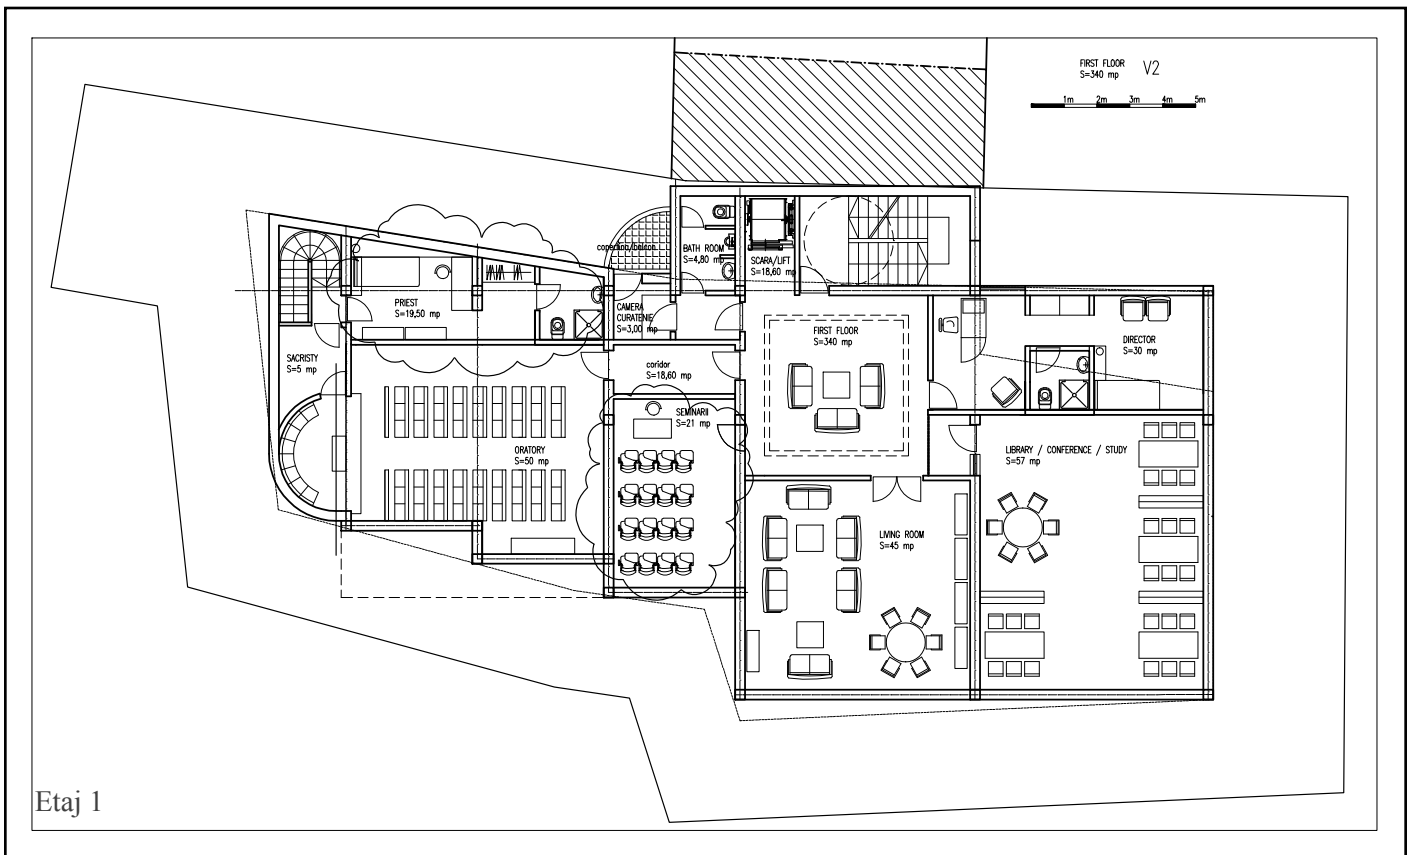 FIRST FLOOR V2
S=340 mp
1m 2m 3m 4m 5m
copertina/balcon
BATH ROOM
S=4,80 mp
SCARA/LIFT
S=18,60 mp
PRIEST
S=19,50 mp
CAMERA
CURATENIE
S=3,00 mp
FIRST FLOOR
S=340 mp
DIRECTOR
S=30 mp
SACRISTY
S=5 mp
coridor
S=18,60 mp
SEMINARII
S=21 mp
ORATORY
S=50 mp
LIBRARY / CONFERENCE / STUDY
S=57 mp
LIVING ROOM
S=45 mp
Etaj 1